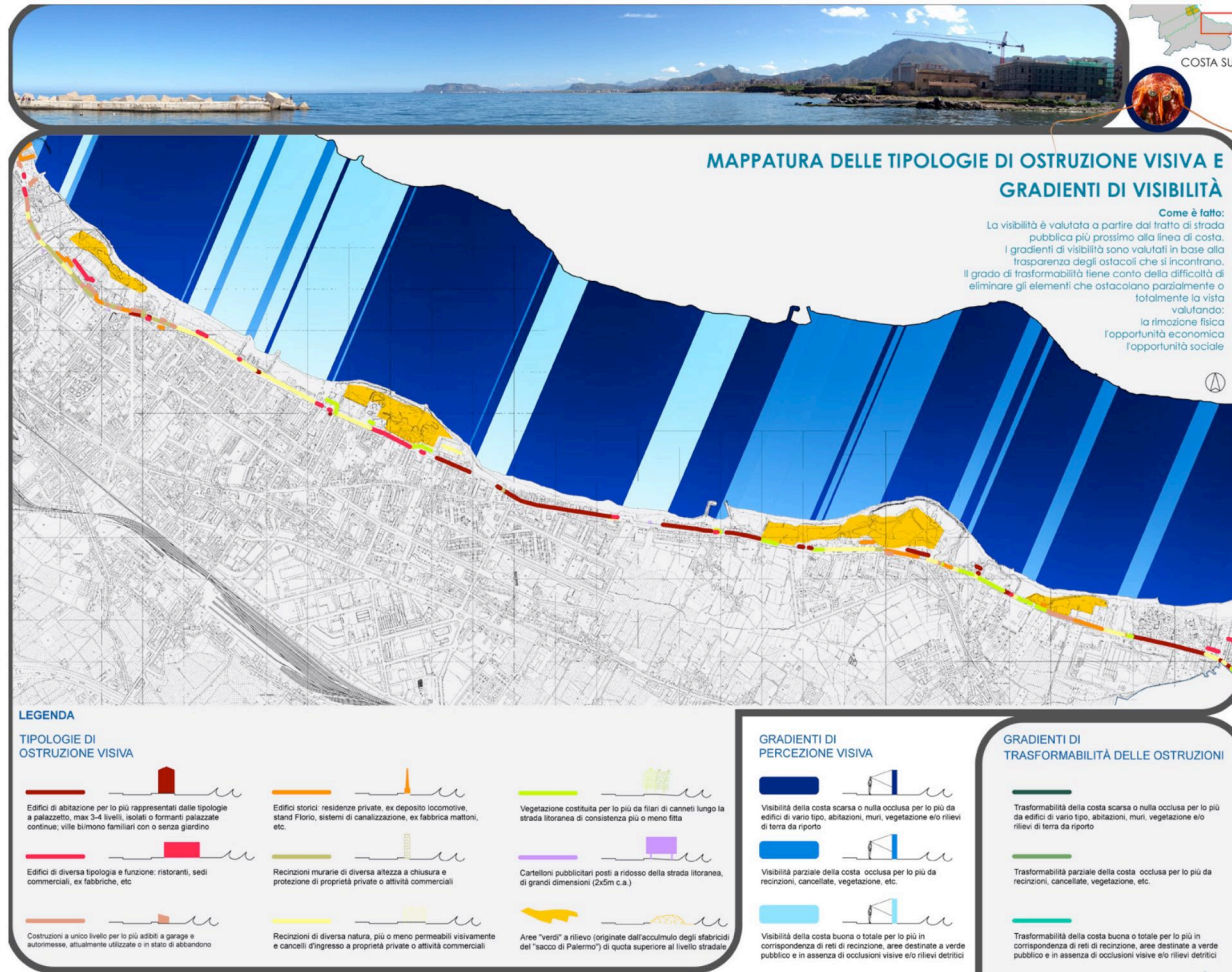 COSTA SU
MAPPATURA DELLE TIPOLOGIE DI OSTRUZIONE VISIVA E
GRADIENTI DI VISIBILITÀ
Come è fatto:
La visibilità è valutata a partire dal tratto di strada
pubblica più prossimo alla linea di costa.
I gradienti di visibilità sono valutati in base alla
trasparenza degli ostacoli che si incontrano.
Il grado di trasformabilità tiene conto della difficoltà di
eliminare gli elementi che ostacolano parzialmente o
totalmente la vista
valutando:
la rimozione fisica
l'opportunità economica
l'opportunità sociale
LEGENDA
TIPOLOGIE DI
OSTRUZIONE VISIVA
Edifici di abitazione per lo più rappresentati dalle tipologie
a palazzetto, max 3-4 livelli, isolati o formanti palazzate
continue; ville bi/mono familiari con o senza giardino
Edifici di diversa tipologia e funzione: ristoranti, sedi
commerciali, ex fabbriche, etc
Costruzioni a unico livello per lo più adibiti a garage e
autorimesse, attualmente utilizzate o in stato di abbandono
Edifici storici: residenze private, ex deposito locomotive,
stand Florio, sistemi di canalizzazione, ex fabbrica mattoni,
etc.
Recinzioni murarie di diversa altezza a chiusura e
protezione di proprietà private o attività commerciali
Recinzioni di diversa natura, più o meno permeabili visivamente
e cancelli d'ingresso a proprietà private o attività commerciali
Vegetazione costituita per lo più da filari di canneti lungo la
strada litoranea di consistenza più o meno fitta
Cartelloni pubblicitari posti a ridosso della strada litoranea,
di grandi dimensioni (2x5m c.a.)
Aree "verdi" a rilievo (originate dall'accumulo degli sfabricidi
del "sacco di Palermo") di quota superiore al livello stradale
GRADIENTI DI
PERCEZIONE VISIVA
Visibilità della costa scarsa o nulla occlusa per lo più da
edifici di vario tipo, abitazioni, muri, vegetazione e/o rilievi
di terra da riporto
Visibilità parziale della costa occlusa per lo più da
recinzioni, cancellate, vegetazione, etc.
Visibilità della costa buona o totale per lo più in
corrispondenza di reti di recinzione, aree destinate a verde
pubblico e in assenza di occlusioni visive e/o rilievi detritici
GRADIENTI DI
TRASFORMABILITÀ DELLE OSTRUZIONI
Trasformabilità della costa scarsa o nulla occlusa per lo più
da edifici di vario tipo, abitazioni, muri, vegetazione e/o
rilievi di terra da riporto
Trasformabilità parziale della costa occlusa per lo più da
recinzioni, cancellate, vegetazione, etc.
Trasformabilità della costa buona o totale per lo più in
corrispondenza di reti di recinzione, aree destinate a verde
pubblico e in assenza di occlusioni visive e/o rilievi detritici